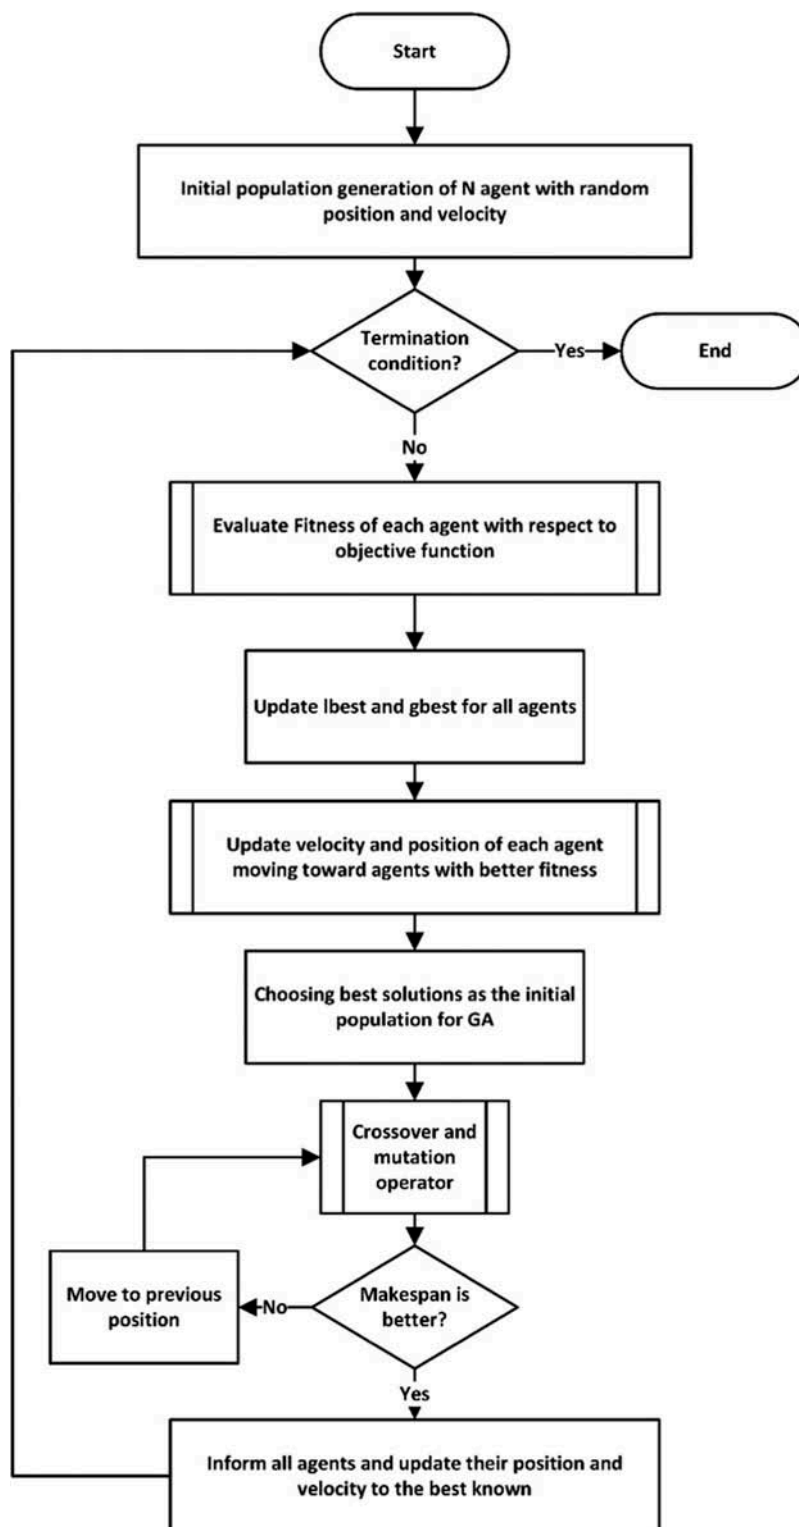 Start
Initial population generation of N agent with random
position and velocity
Termination
condition?
Yes
End
No
Evaluate Fitness of each agent with respect to
objective function
Update lbest and gbest for all agents
Update velocity and position of each agent
moving toward agents with better fitness
Choosing best solutions as the initial
population for GA
Crossover and
mutation
operator
Move to previous
position
No
Makespan is
better?
Yes
Inform all agents and update their position and
velocity to the best known